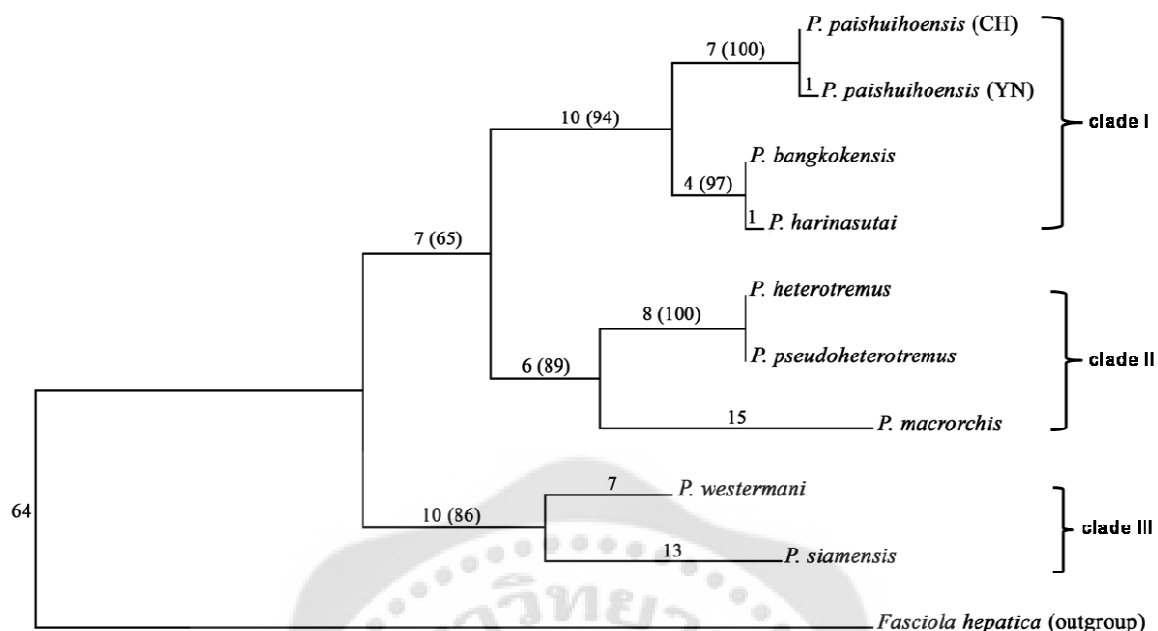 P. paishuihoensis (CH)
7 (100)
1
P. paishuihoensis (YN)
clade I
10 (94)
P. bangkokensis
4 (97)
1
P. harinasutai
7 (65)
P. heterotremus
8 (100)
P. pseudoheterotremus
clade II
6 (89)
15
P. macrorchis
7
P. westermani
64
10 (86)
clade III
13
P. siamensis
Fasciola hepatica (outgroup)